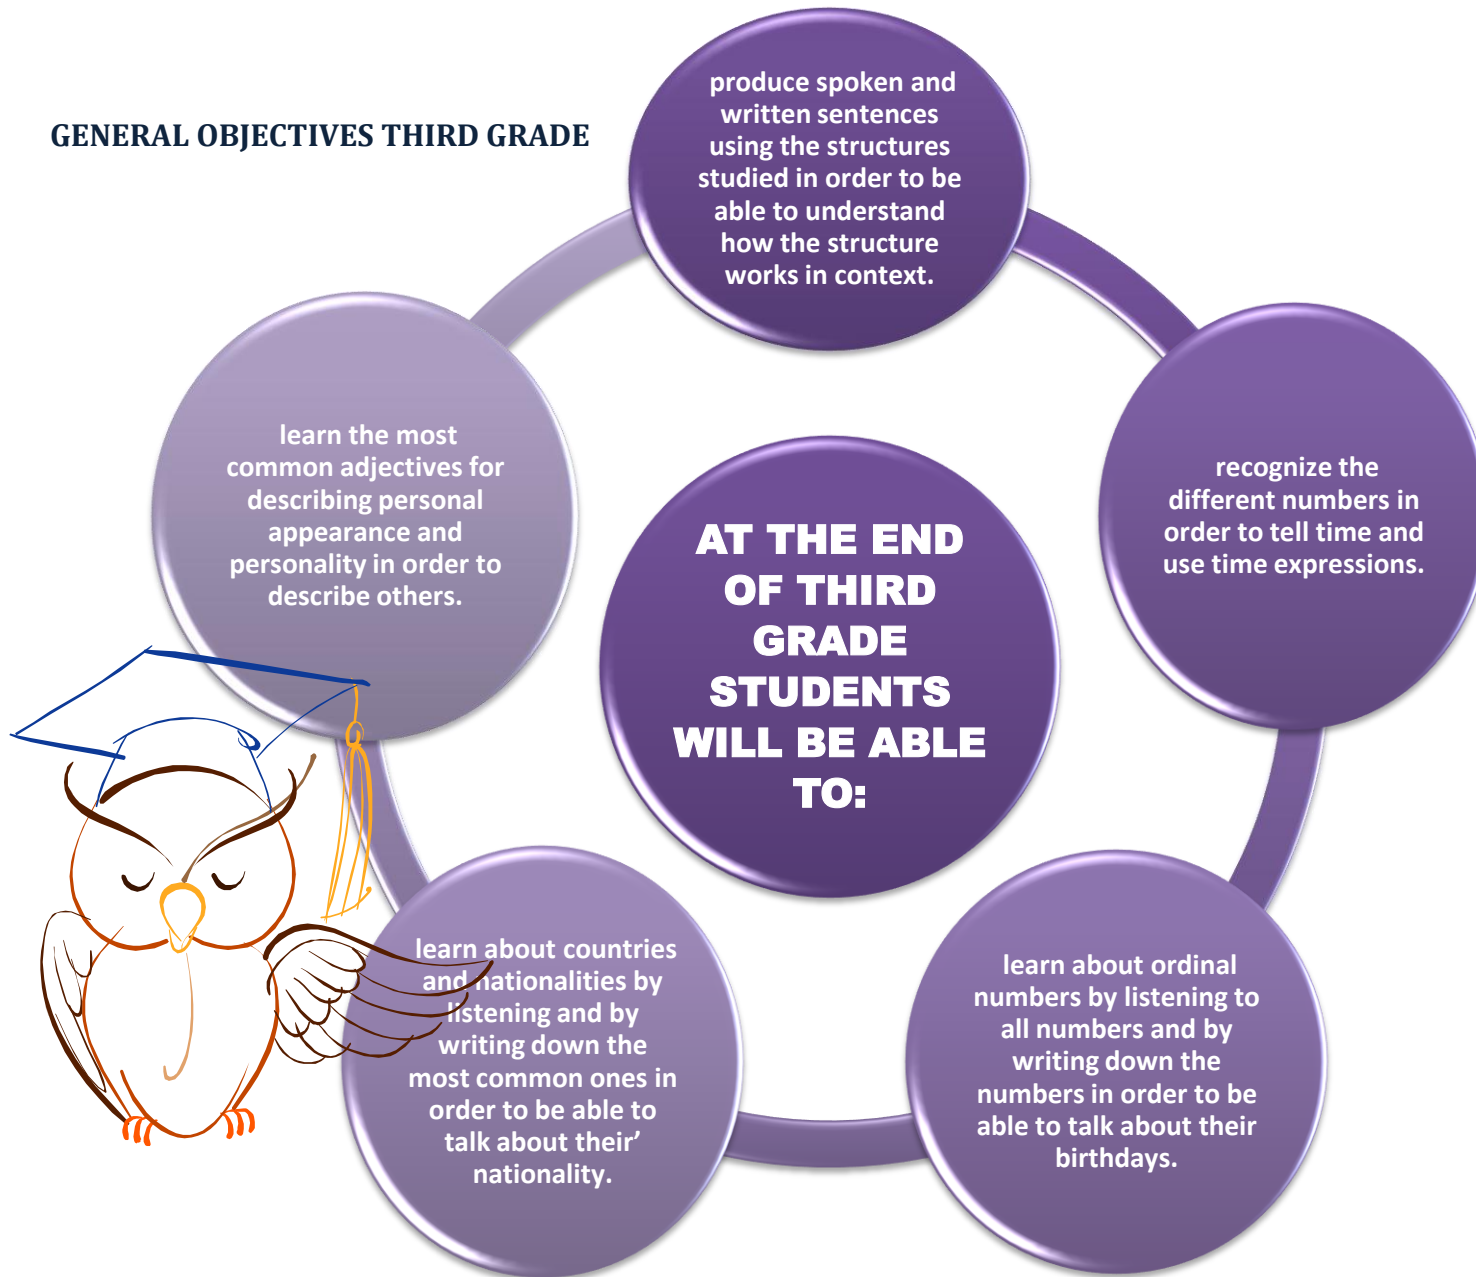 GENERAL OBJECTIVES THIRD GRADE
produce spoken and
written sentences
using the structures
studied in order to be
able to understand
how the structure
works in context.
recognize the
different numbers in
order to tell time and
use time expressions.
learn about ordinal
numbers by listening to
all numbers and by
writing down the
numbers in order to be
able to talk about their
birthdays.
learn about countries
and nationalities by
listening and by
writing down the
most common ones in
order to be able to
talk about their’
nationality.
learn the most
common adjectives for
describing personal
appearance and
personality in order to
describe others.
AT THE END
OF THIRD
GRADE
STUDENTS
WILL BE ABLE
TO: